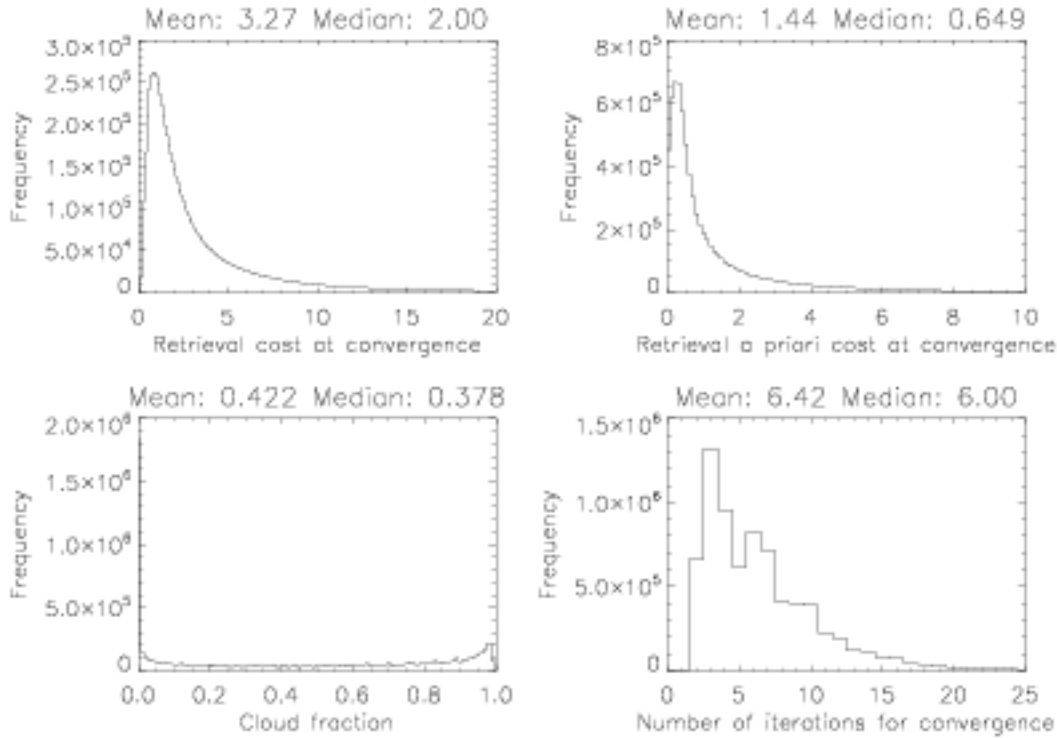 Mean: 3.27 Median: 2.00
3.0×10⁵
2.5×10⁵
2.0×10⁵
1.5×10⁵
1.0×10⁵
5.0×10⁴
0
Frequency
0 5 10 15 20
Retrieval cost at convergence
Mean: 1.44 Median: 0.649
8×10⁵
6×10⁵
4×10⁵
2×10⁵
0
Frequency
0 2 4 6 8 10
Retrieval a priori cost at convergence
Mean: 0.422 Median: 0.378
2.0×10⁶
1.5×10⁶
1.0×10⁶
5.0×10⁵
0
Frequency
0.0 0.2 0.4 0.6 0.8 1.0
Cloud fraction
Mean: 6.42 Median: 6.00
1.5×10⁶
1.0×10⁶
5.0×10⁵
0
Frequency
0 5 10 15 20 25
Number of iterations for convergence